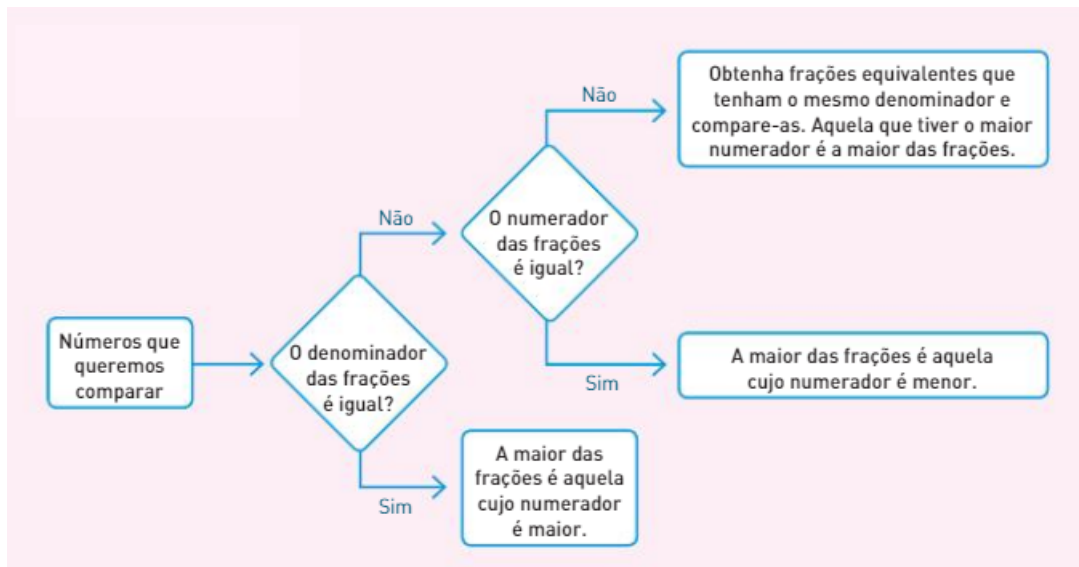 Números que
queremos
comparar
O denominador
das frações
é igual?
Não
O numerador
das frações
é igual?
Não
Obtenha frações equivalentes que
tenham o mesmo denominador e
compare-as. Aquela que tiver o maior
numerador é a maior das frações.
Sim
A maior das frações é aquela
cujo numerador é menor.
Sim
A maior das
frações é aquela
cujo numerador
é maior.